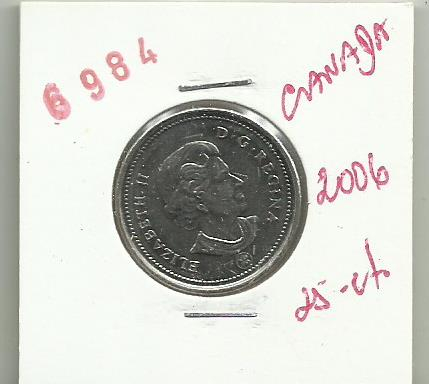 6984
CANADA
2006
25-ct.
ELIZABETH II
D·G·REGINA